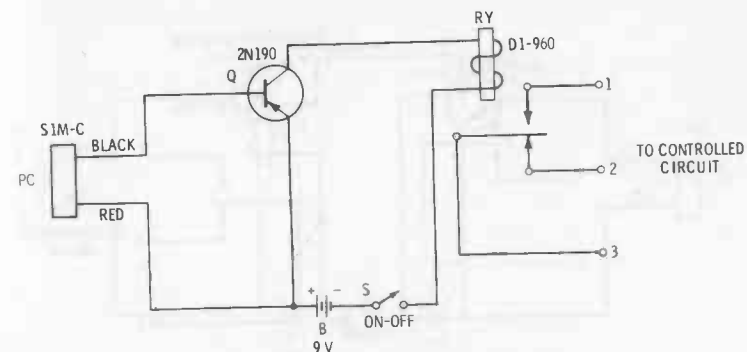 RY
D1-960
2N190
Q
1
S1M-C
BLACK
PC
RED
2
TO CONTROLLED
CIRCUIT
3
+ - S
ON-OFF
B
9 V